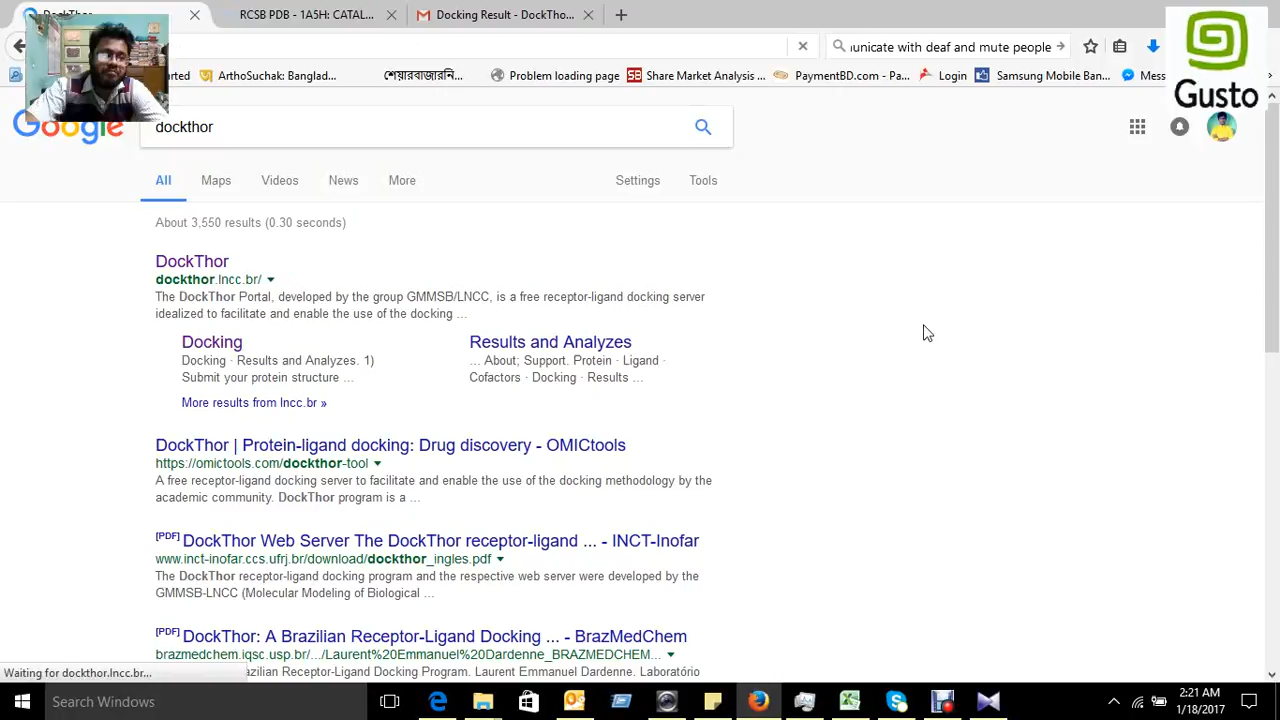 DockThor
RCSB PDB - 1A5H: CATAL... ×
Docking Result - DockTho... ×
+
unicate with deaf and mute people
arted
ArthoSuchak: Banglad...
শেয়ারবাজারনি...
Problem loading page
Share Market Analysis ...
PaymentBD.com - Pa...
Login
Samsung Mobile Ban...
Mess
Gusto
Google
dockthor
All Maps Videos News More Settings Tools
About 3,550 results (0.30 seconds)
DockThor
dockthor.lncc.br/
The DockThor Portal, developed by the group GMMSB/LNCC, is a free receptor-ligand docking server
idealized to facilitate and enable the use of the docking ...
Docking
Docking · Results and Analyzes. 1)
Submit your protein structure ...
Results and Analyzes
... About; Support. Protein · Ligand ·
Cofactors · Docking · Results ...
More results from lncc.br »
DockThor | Protein-ligand docking: Drug discovery - OMICtools
https://omictools.com/dockthor-tool
A free receptor-ligand docking server to facilitate and enable the use of the docking methodology by the
academic community. DockThor program is a ...
[PDF] DockThor Web Server The DockThor receptor-ligand ... - INCT-Inofar
www.inct-inofar.ccs.ufrj.br/download/dockthor_ingles.pdf
The DockThor receptor-ligand docking program and the respective web server were developed by the
GMMSB-LNCC (Molecular Modeling of Biological ...
[PDF] DockThor: A Brazilian Receptor-Ligand Docking ... - BrazMedChem
brazmedchem.iqsc.usp.br/.../Laurent%20Emmanuel%20Dardenne_BRAZMEDCHEM...
azilian Receptor-Ligand Docking Program. Laurent Emmanuel Dardenne. Laboratório
Waiting for dockthor.lncc.br...
Search Windows
2:21 AM
1/18/2017